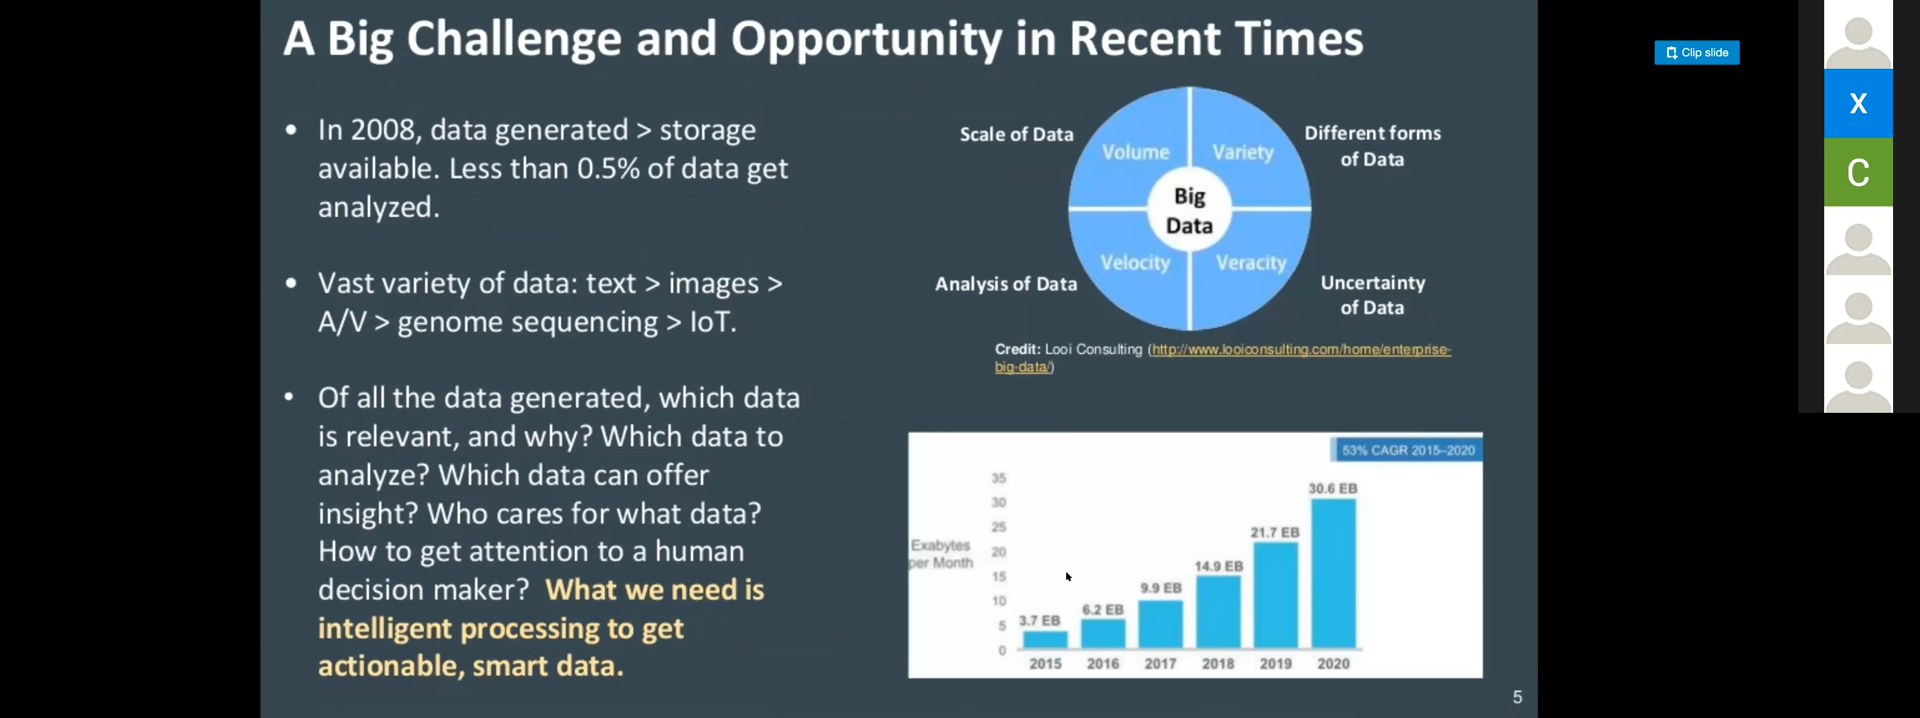 A Big Challenge and Opportunity in Recent Times
• In 2008, data generated > storage
available. Less than 0.5% of data get
analyzed.
• Vast variety of data: text > images >
A/V > genome sequencing > IoT.
• Of all the data generated, which data
is relevant, and why? Which data to
analyze? Which data can offer
insight? Who cares for what data?
How to get attention to a human
decision maker? What we need is
intelligent processing to get
actionable, smart data.
Scale of Data
Volume
Variety
Different forms
of Data
Big
Data
Analysis of Data
Velocity
Veracity
Uncertainty
of Data
Credit: Looi Consulting (http://www.looiconsulting.com/home/enterprise-
big-data/)
53% CAGR 2015–2020
Exabytes
per Month
35
30
25
20
15
10
5
0
3.7 EB
6.2 EB
9.9 EB
14.9 EB
21.7 EB
30.6 EB
2015 2016 2017 2018 2019 2020
5
Clip slide
X
C